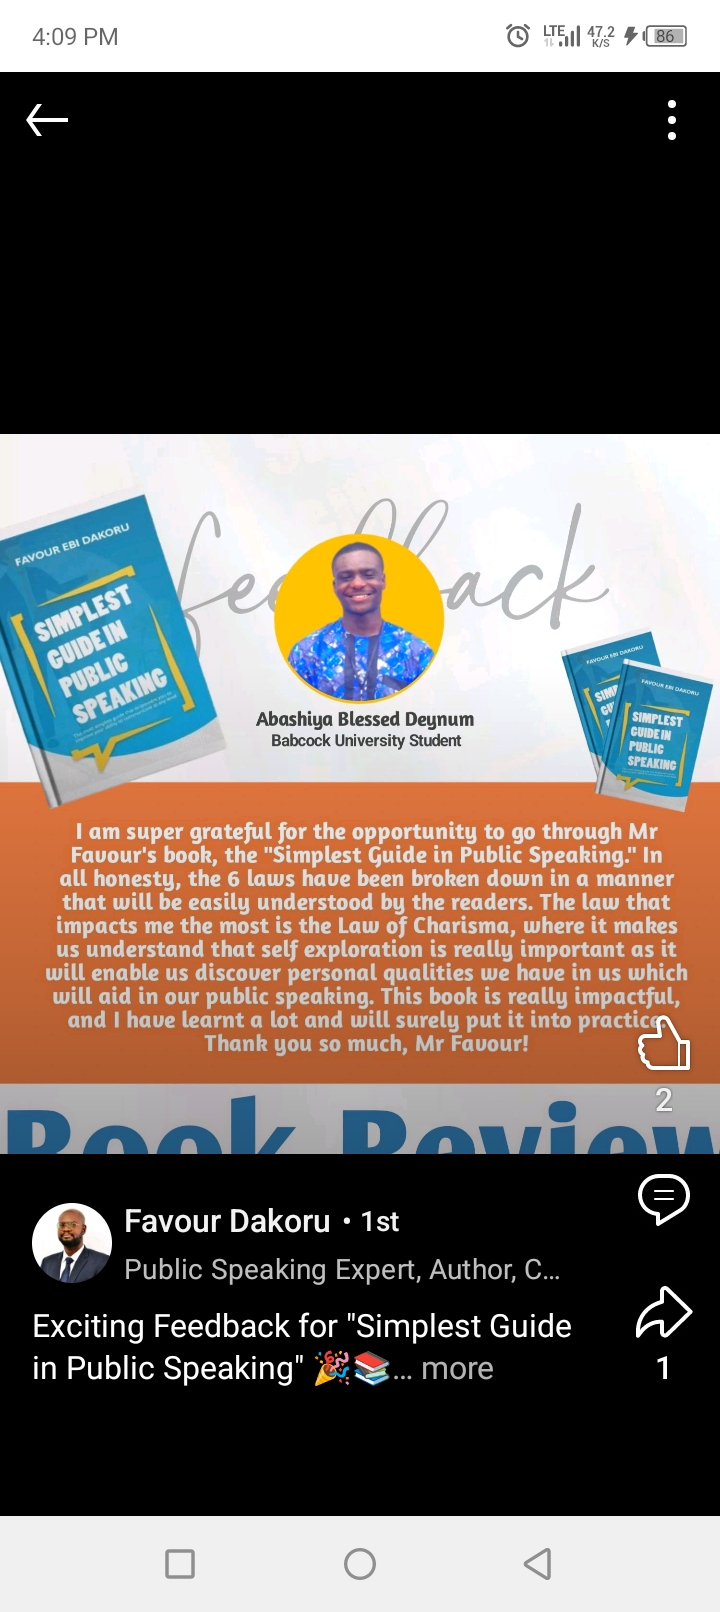 4:09 PM
LTE 47.2 K/S 86
feedback
FAVOUR EBI DAKORU
SIMPLEST
GUIDE IN
PUBLIC
SPEAKING
FAVOUR EBI DAKORU
FAVOUR EBI DAKORU
SIMPLEST
GUIDE IN
PUBLIC
SPEAKING
Abashiya Blessed Deynum
Babcock University Student
I am super grateful for the opportunity to go through Mr
Favour's book, the "Simplest Guide in Public Speaking." In
all honesty, the 6 laws have been broken down in a manner
that will be easily understood by the readers. The law that
impacts me the most is the Law of Charisma, where it makes
us understand that self exploration is really important as it
will enable us discover personal qualities we have in us which
will aid in our public speaking. This book is really impactful,
and I have learnt a lot and will surely put it into practice.
Thank you so much, Mr Favour!
2
Book Review
Favour Dakoru • 1st
Public Speaking Expert, Author, C...
Exciting Feedback for "Simplest Guide
in Public Speaking" 🎉📚... more
1